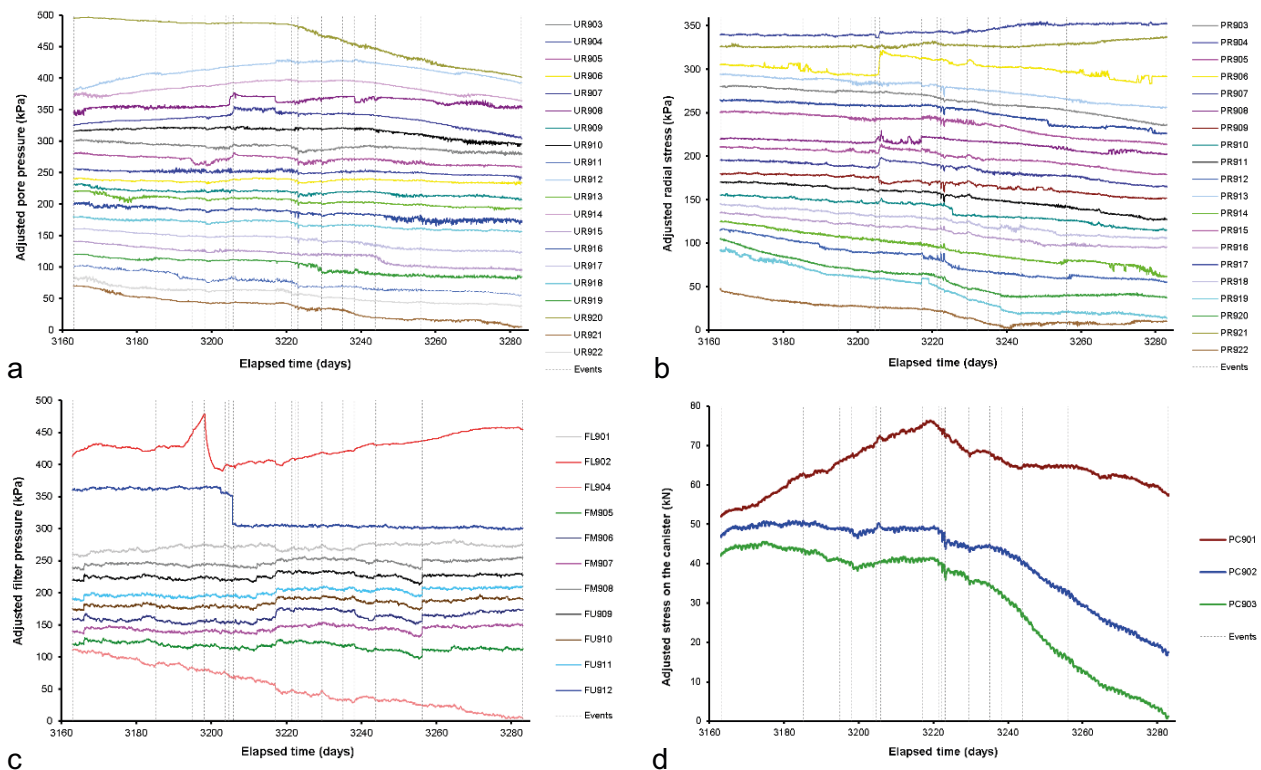 500
450
400
350
300
250
200
150
100
50
0
Adjusted pore pressure (kPa)
3160
3180
3200
3220
3240
3260
3280
Elapsed time (days)
UR903
UR904
UR905
UR906
UR907
UR908
UR909
UR910
UR911
UR912
UR913
UR914
UR915
UR916
UR917
UR918
UR919
UR920
UR921
UR922
Events
a
350
300
250
200
150
100
50
0
Adjusted radial stress (kPa)
3160
3180
3200
3220
3240
3260
3280
Elapsed time (days)
PR903
PR904
PR905
PR906
PR907
PR908
PR909
PR910
PR911
PR912
PR913
PR914
PR915
PR916
PR917
PR918
PR919
PR920
PR921
PR922
Events
b
500
450
400
350
300
250
200
150
100
50
0
Adjusted filter pressure (kPa)
3160
3180
3200
3220
3240
3260
3280
Elapsed time (days)
FL901
FL902
FL904
FM905
FM906
FM907
FM908
FU909
FU910
FU911
FU912
Events
c
80
70
60
50
40
30
20
10
0
Adjusted stress on the canister (kN)
3160
3180
3200
3220
3240
3260
3280
Elapsed time (days)
PC901
PC902
PC903
Events
d